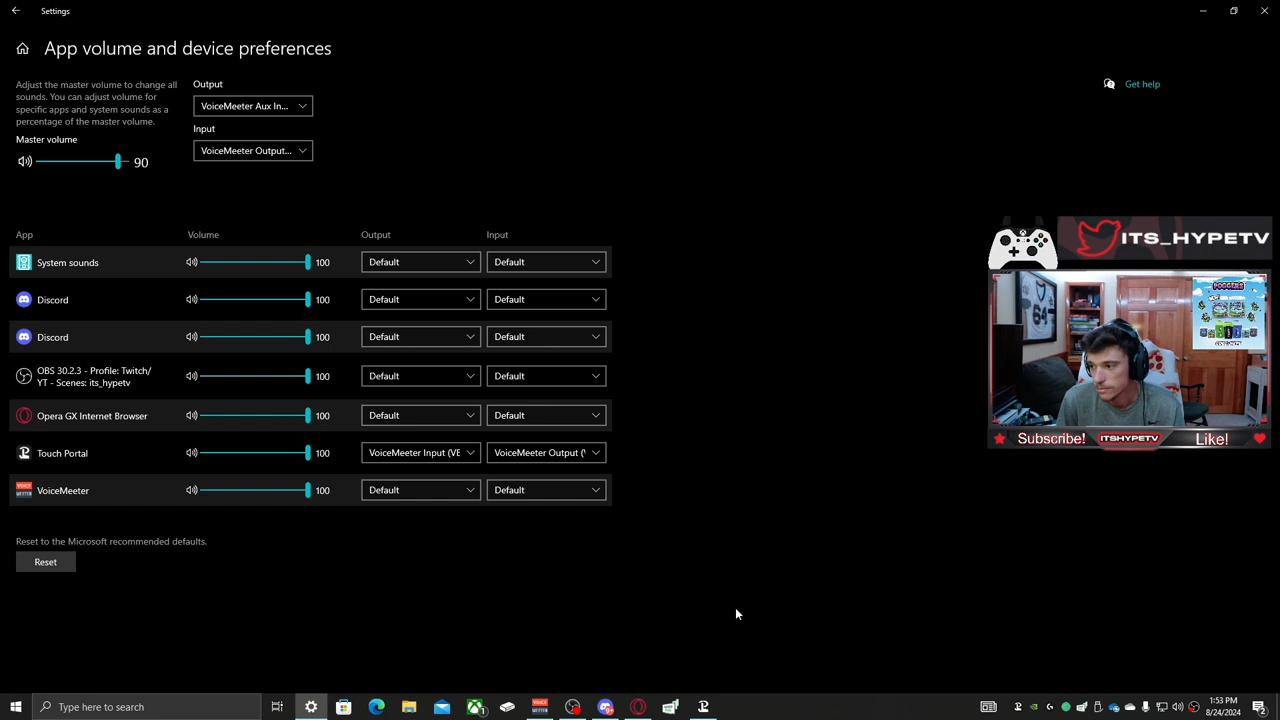 Settings
App volume and device preferences
Adjust the master volume to change all
sounds. You can adjust volume for
specific apps and system sounds as a
percentage of the master volume.
Master volume
90
Output
VoiceMeeter Aux In...
Input
VoiceMeeter Output...
Get help
App Volume Output Input
System sounds 100 Default Default
Discord 100 Default Default
Discord 100 Default Default
OBS 30.2.3 - Profile: Twitch/
YT - Scenes: its_hypetv 100 Default Default
Opera GX Internet Browser 100 Default Default
Touch Portal 100 VoiceMeeter Input (VB VoiceMeeter Output (V
VoiceMeeter 100 Default Default
Reset to the Microsoft recommended defaults.
Reset
ITS_HYPETV
POGGERS
64
Subscribe! ITSHYPETV Like!
Type here to search
1:53 PM
8/24/2024